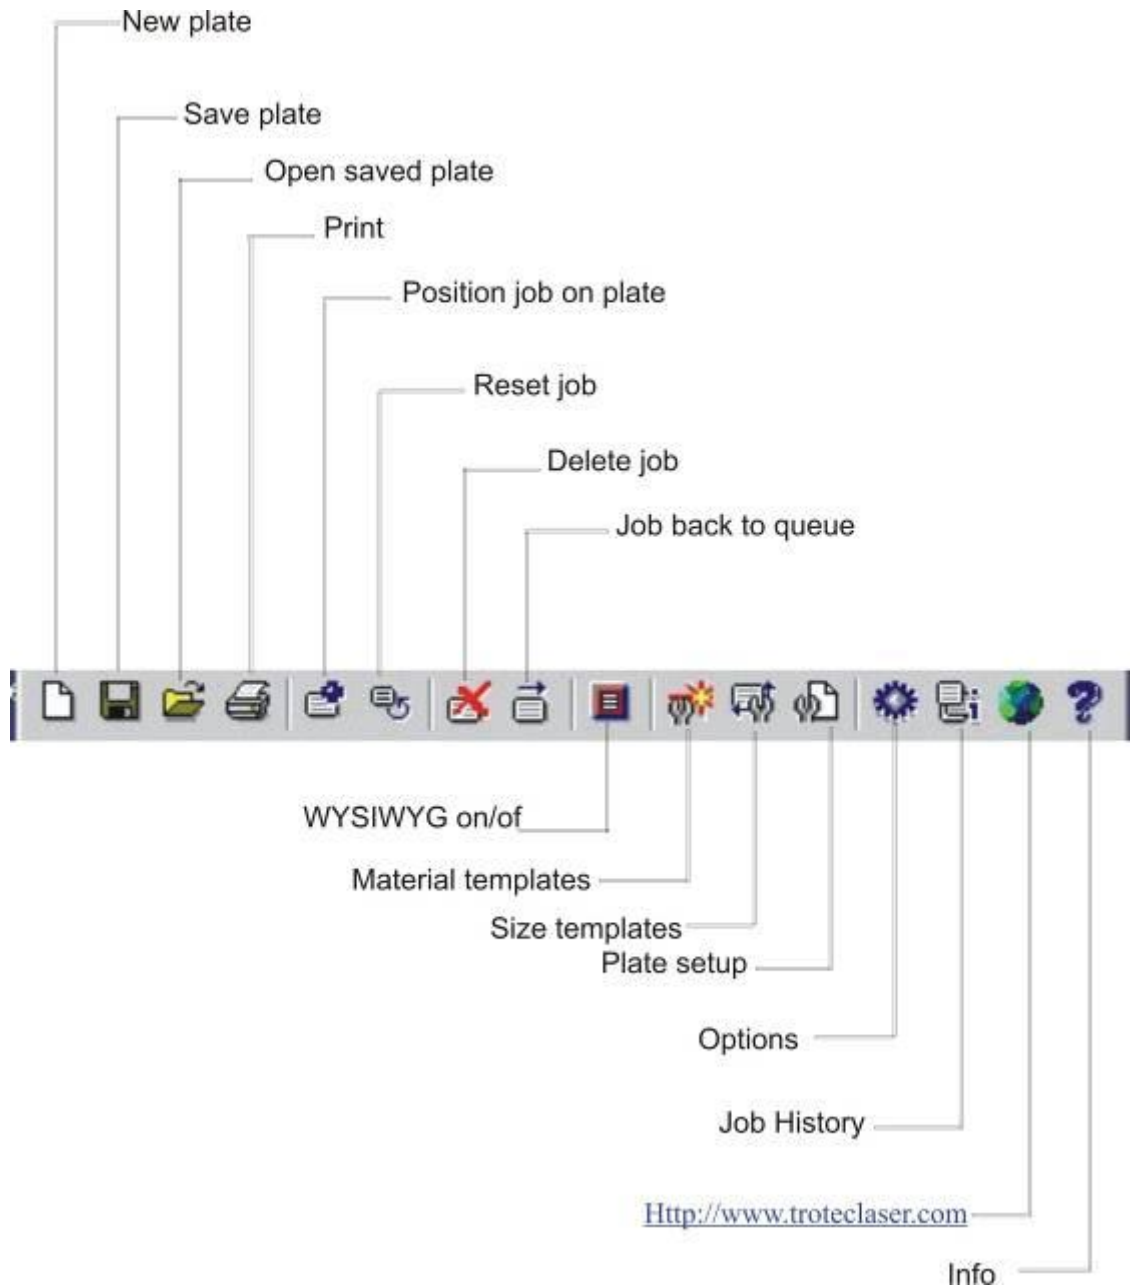 New plate
Save plate
Open saved plate
Print
Position job on plate
Reset job
Delete job
Job back to queue
WYSIWYG on/of
Material templates
Size templates
Plate setup
Options
Job History
Http://www.troteclaser.com
Info